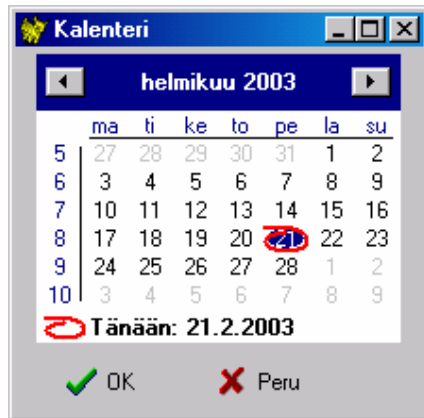 Kalenteri
helmikuu 2003
ma ti ke to pe la su
5 27 28 29 30 31 1 2
6 3 4 5 6 7 8 9
7 10 11 12 13 14 15 16
8 17 18 19 20 21 22 23
9 24 25 26 27 28 1 2
10 3 4 5 6 7 8 9
Tänään: 21.2.2003
OK Peru